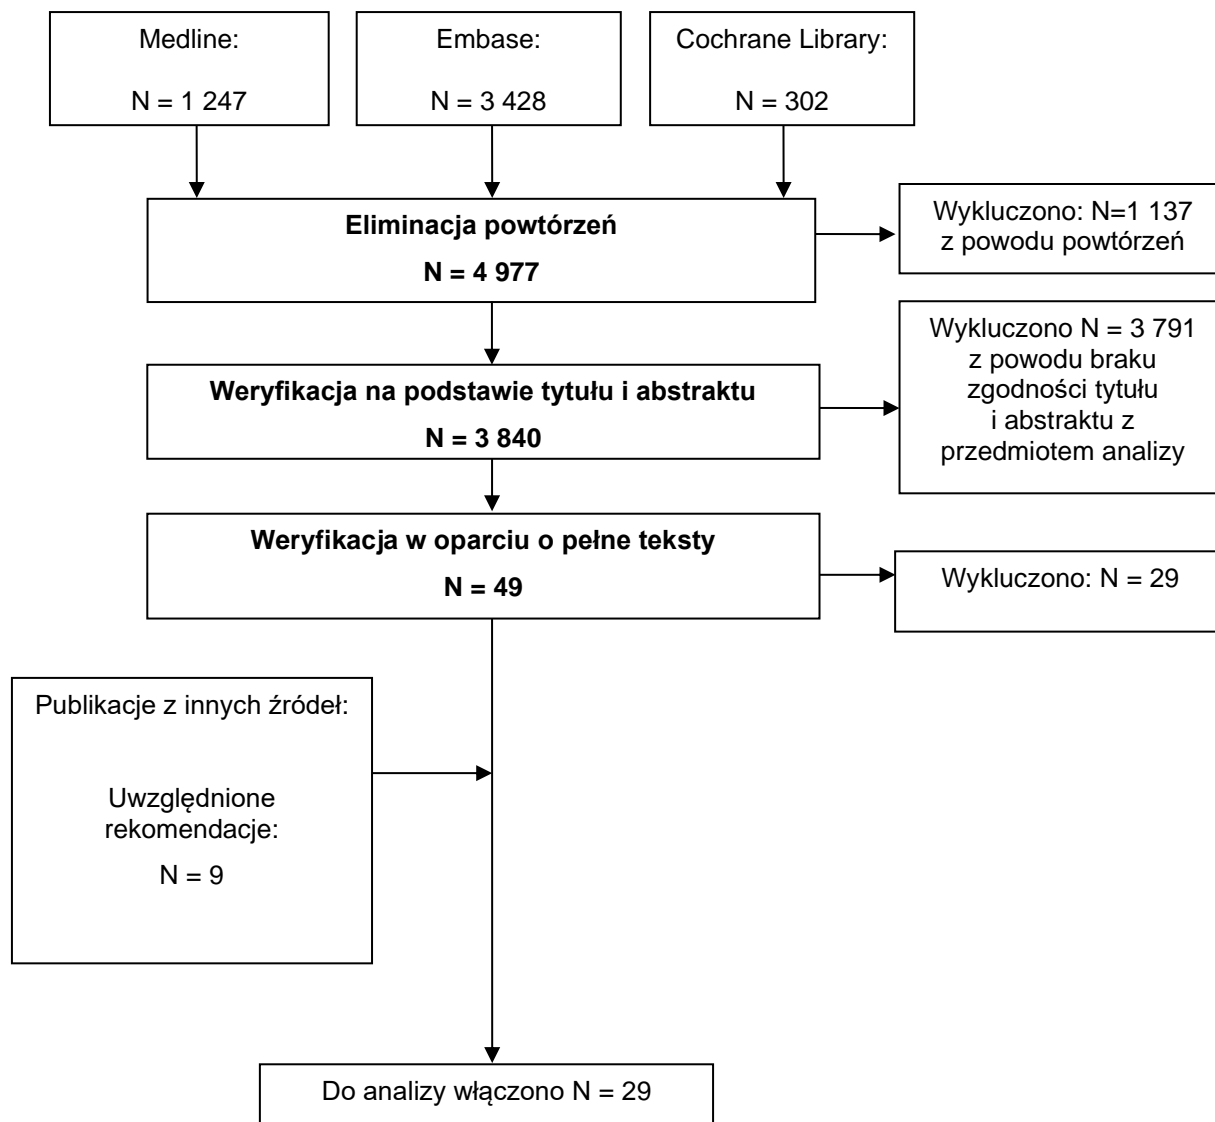 Medline:
N = 1 247
Embase:
N = 3 428
Cochrane Library:
N = 302
Eliminacja powtórzeń
N = 4 977
Wykluczono: N=1 137
z powodu powtórzeń
Weryfikacja na podstawie tytułu i abstraktu
N = 3 840
Wykluczono N = 3 791
z powodu braku
zgodności tytułu
i abstraktu z
przedmiotem analizy
Weryfikacja w oparciu o pełne teksty
N = 49
Wykluczono: N = 29
Publikacje z innych źródeł:
Uwzględnione
rekomendacje:
N = 9
Do analizy włączono N = 29